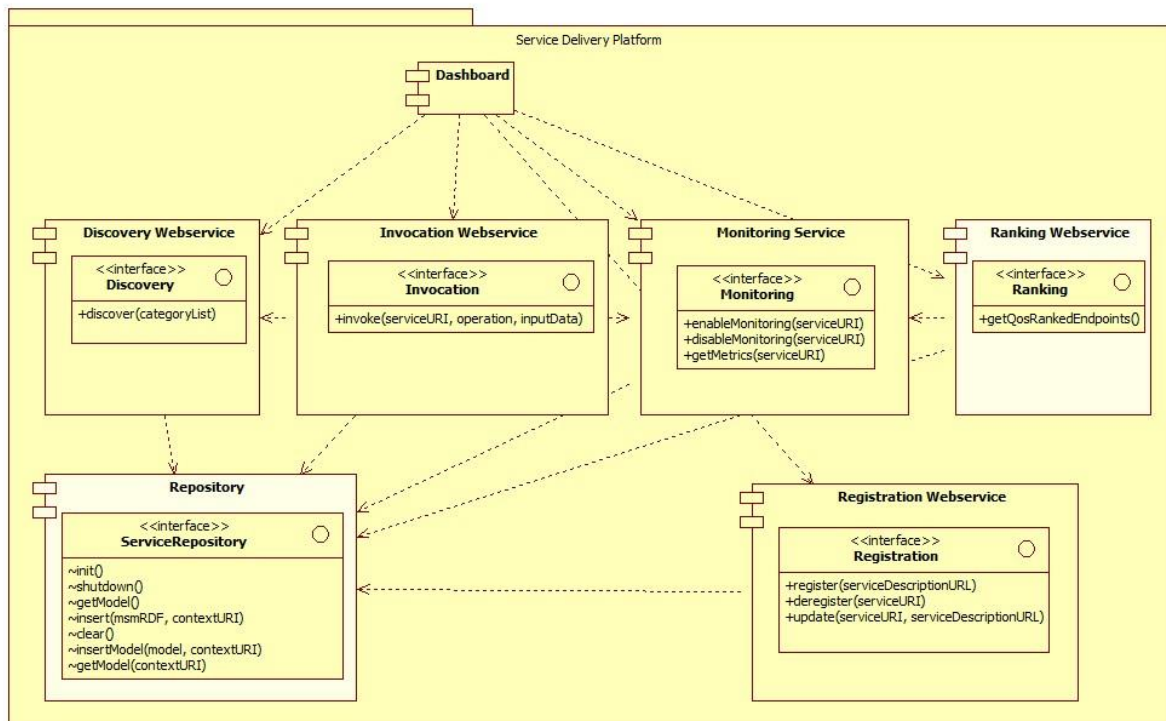 Service Delivery Platform
Dashboard
Discovery Webservice
<<interface>>
Discovery
+discover(categoryList)
Invocation Webservice
<<interface>>
Invocation
+invoke(serviceURI, operation, inputData)
Monitoring Service
<<interface>>
Monitoring
+enableMonitoring(serviceURI)
+disableMonitoring(serviceURI)
+getMetrics(serviceURI)
Ranking Webservice
<<interface>>
Ranking
+getQosRankedEndpoints()
Repository
<<interface>>
ServiceRepository
~init()
~shutdown()
~getModel()
~insert(msmRDF, contextURI)
~clear()
~insertModel(model, contextURI)
~getModel(contextURI)
Registration Webservice
<<interface>>
Registration
+register(serviceDescriptionURL)
+deregister(serviceURI)
+update(serviceURI, serviceDescriptionURL)